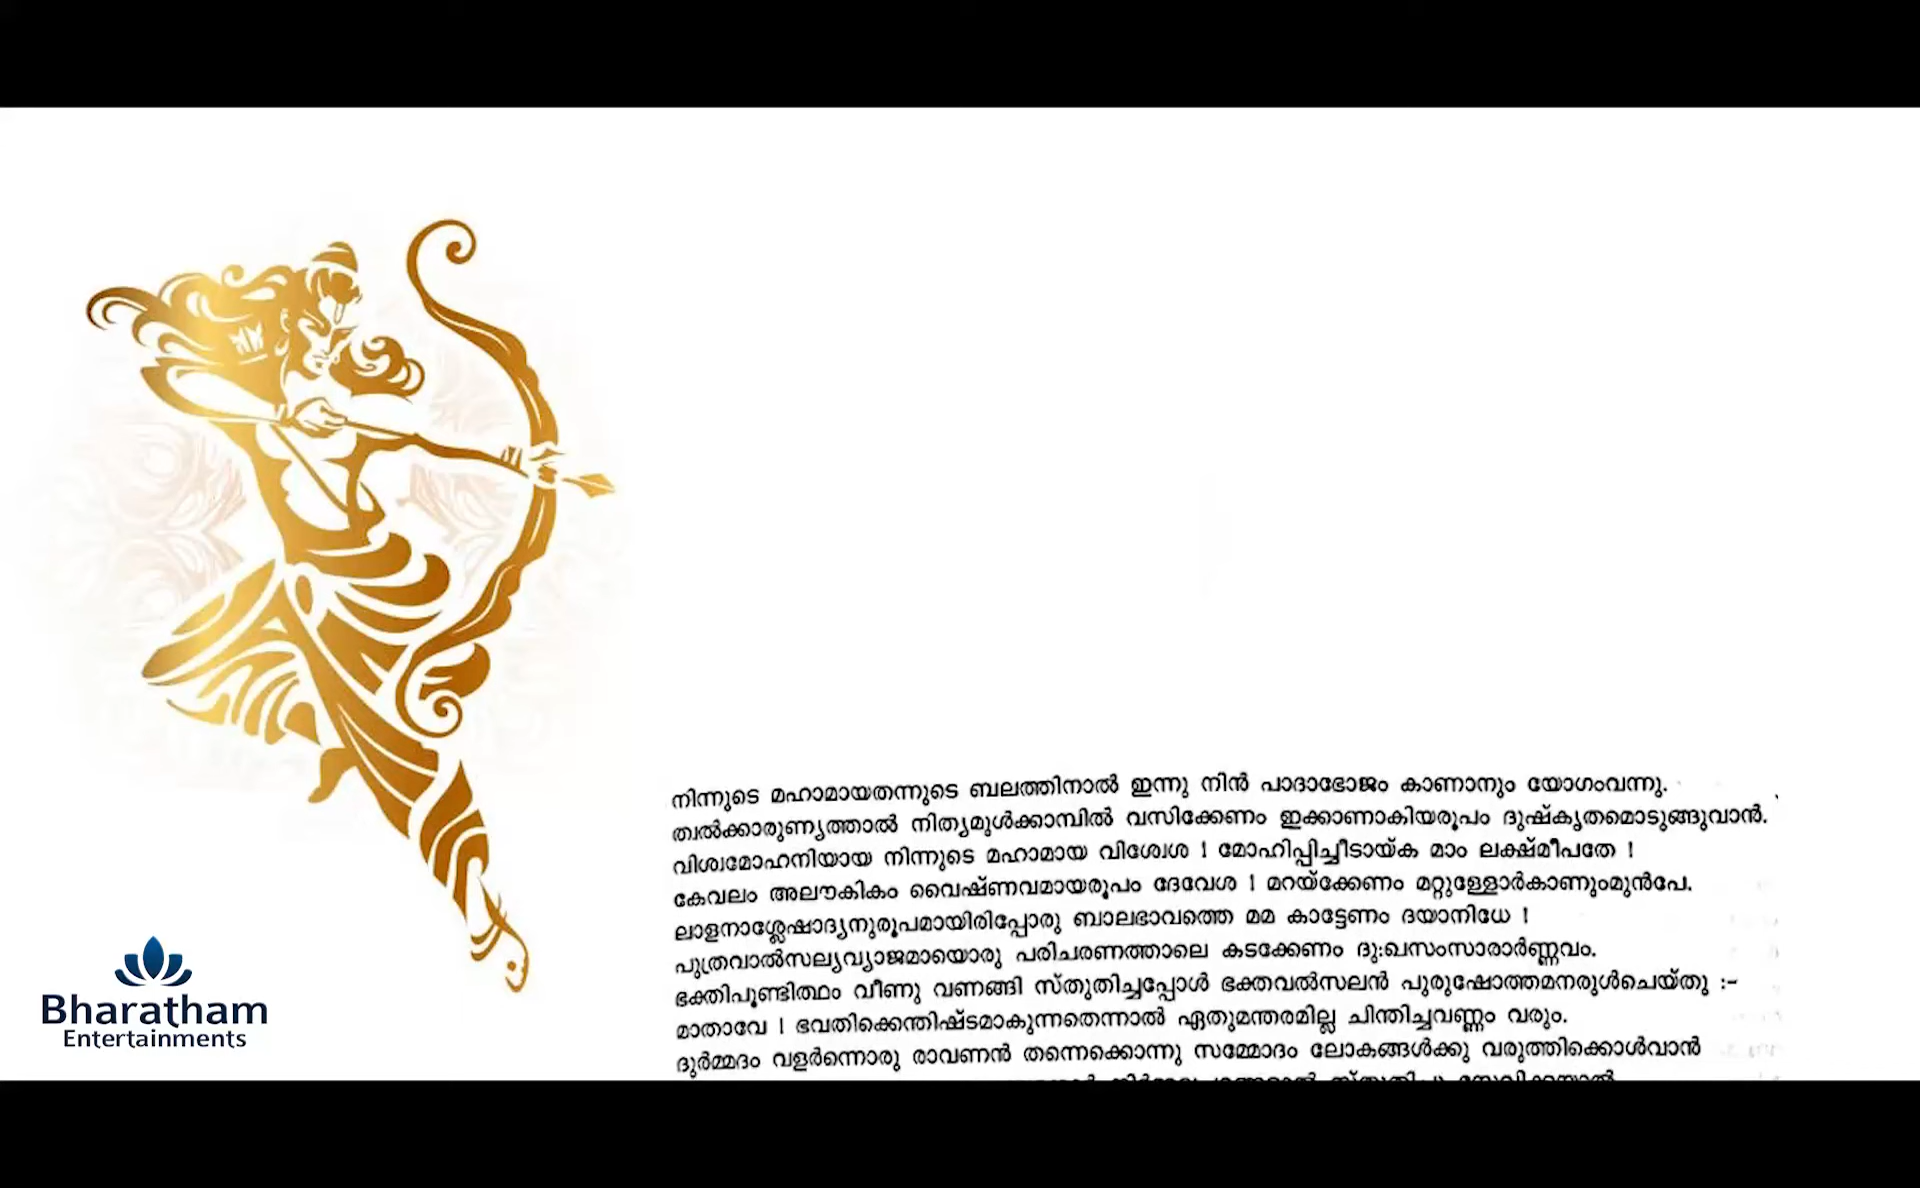 നിന്നുടെ മഹാമായതന്നുടെ ബലത്തിനാൽ ഇന്നു നിൻ പാദാഭോജം കാണാനും യോഗംവന്നു.
ത്വൽക്കാരുണ്യത്താൽ നിത്യമുൾക്കാമ്പിൽ വസിക്കേണം ഇക്കാണാകിയരൂപം ദുഷ്കൃതമൊടുങ്ങുവാൻ.
വിശ്വമോഹനിയായ നിന്നുടെ മഹാമായ വിശ്വേശ ! മോഹിപ്പിച്ചീടായ്ക മാം ലക്ഷ്മീപതേ !
കേവലം അലൗകികം വൈഷ്ണവമായരൂപം ദേവേശ ! മറയ്ക്കേണം മറ്റുള്ളോർകാണുംമുൻപേ.
ലാളനാശ്ലേഷാദ്യനുരൂപമായിരിപ്പോരു ബാലഭാവത്തെ മമ കാട്ടേണം ദയാനിധേ !
പുത്രവാൽസല്യവ്യാജമായൊരു പരിചരണത്താലെ കടക്കേണം ദു:ഖസംസാരാർണ്ണവം.
ഭക്തിപൂണ്ടിത്ഥം വീണു വണങ്ങി സ്തുതിച്ചപ്പോൾ ഭക്തവൽസലൻ പുരുഷോത്തമനരുൾചെയ്തു :–
മാതാവേ ! ഭവതിക്കെന്തിഷ്ടമാകുന്നതെന്നാൽ ഏതുമന്തരമില്ല ചിന്തിച്ചവണ്ണം വരും.
ദുർമ്മദം വളർന്നൊരു രാവണൻ തന്നെക്കൊന്നു സമ്മോദം ലോകങ്ങൾക്കു വരുത്തിക്കൊൾവാൻ
Bharatham
Entertainments